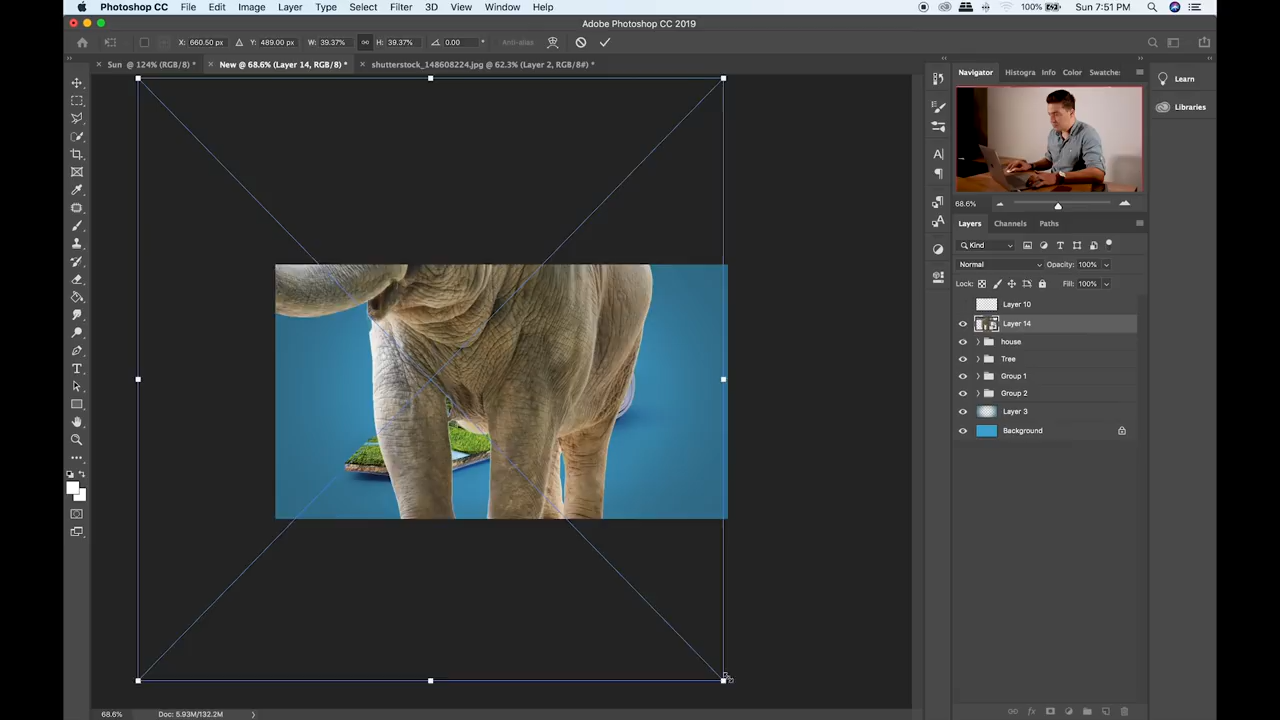 Photoshop CC File Edit Image Layer Type Select Filter 3D View Window Help 100% Sun 7:51 PM
Adobe Photoshop CC 2019
X: 660.50 px Y: 489.00 px W: 39.37% H: 39.37% 0.00 ° Anti-alias
Sun @ 124% (RGB/8) * New @ 68.6% (Layer 14, RGB/8) * shutterstock_148608224.jpg @ 62.3% (Layer 2, RGB/8#) *
Navigator Histogra Info Color Swatche:
Learn
Libraries
68.6%
Layers Channels Paths
Kind
Normal Opacity: 100%
Lock: Fill: 100%
Layer 10
Layer 14
house
Tree
Group 1
Group 2
Layer 3
Background
68.6% Doc: 5.93M/132.2M